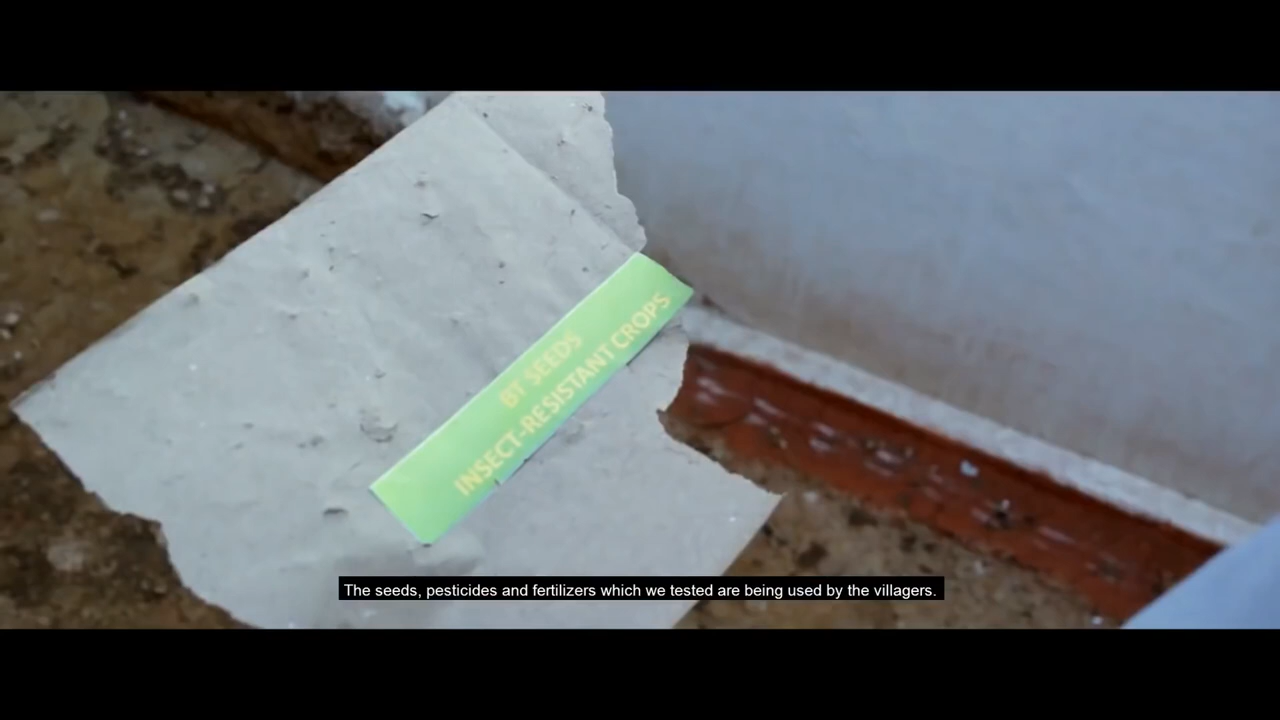 BT SEEDS
INSECT-RESISTANT CROPS
The seeds, pesticides and fertilizers which we tested are being used by the villagers.